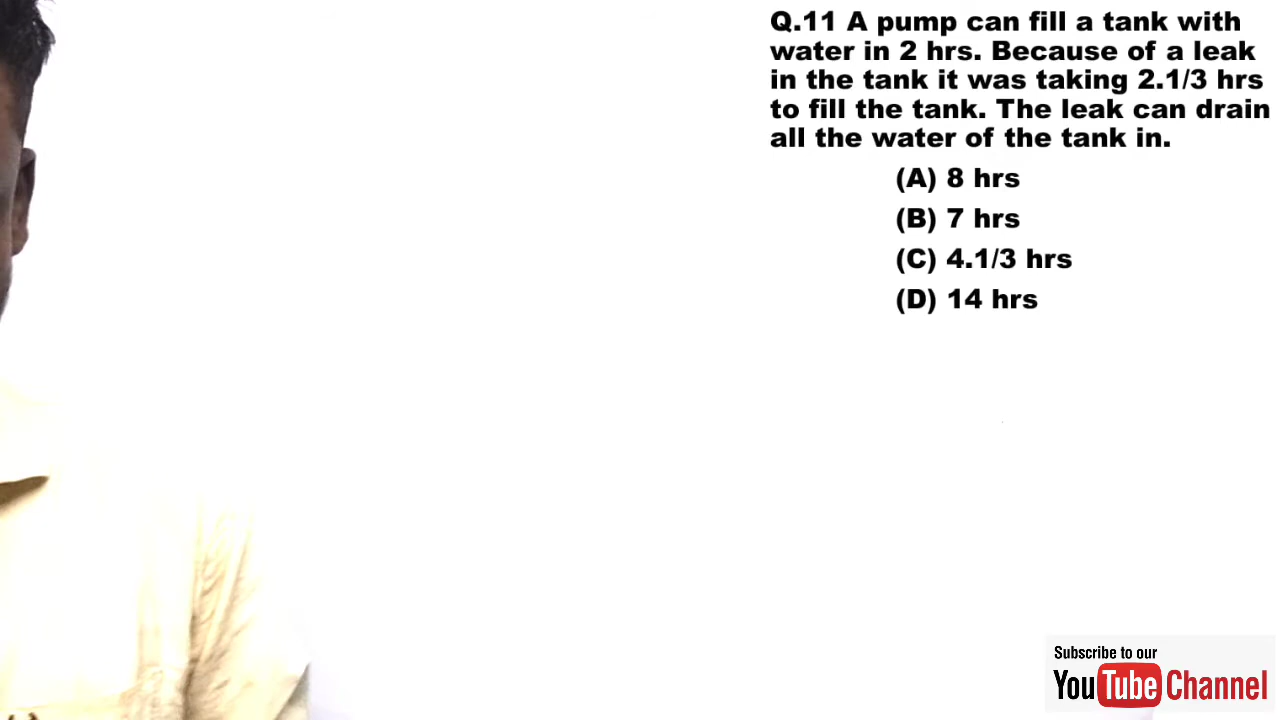 Q.11 A pump can fill a tank with
water in 2 hrs. Because of a leak
in the tank it was taking 2.1/3 hrs
to fill the tank. The leak can drain
all the water of the tank in.
(A) 8 hrs
(B) 7 hrs
(C) 4.1/3 hrs
(D) 14 hrs
Subscribe to our
YouTube Channel